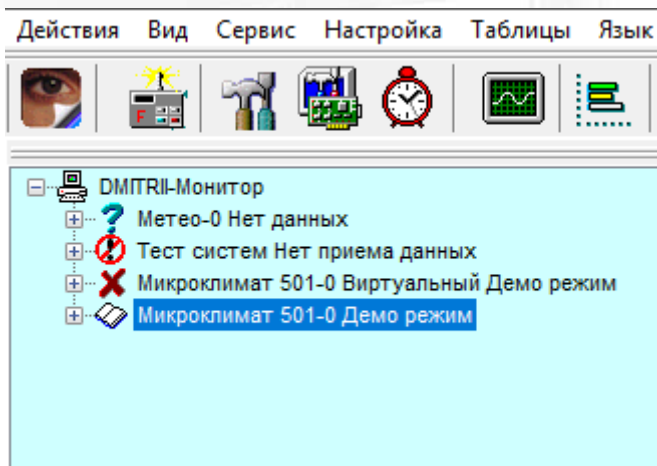 Действия Вид Сервис Настройка Таблицы Язык
F
DMITRII-Монитор
Метео-0 Нет данных
Тест систем Нет приема данных
Микроклимат 501-0 Виртуальный Демо режим
Микроклимат 501-0 Демо режим